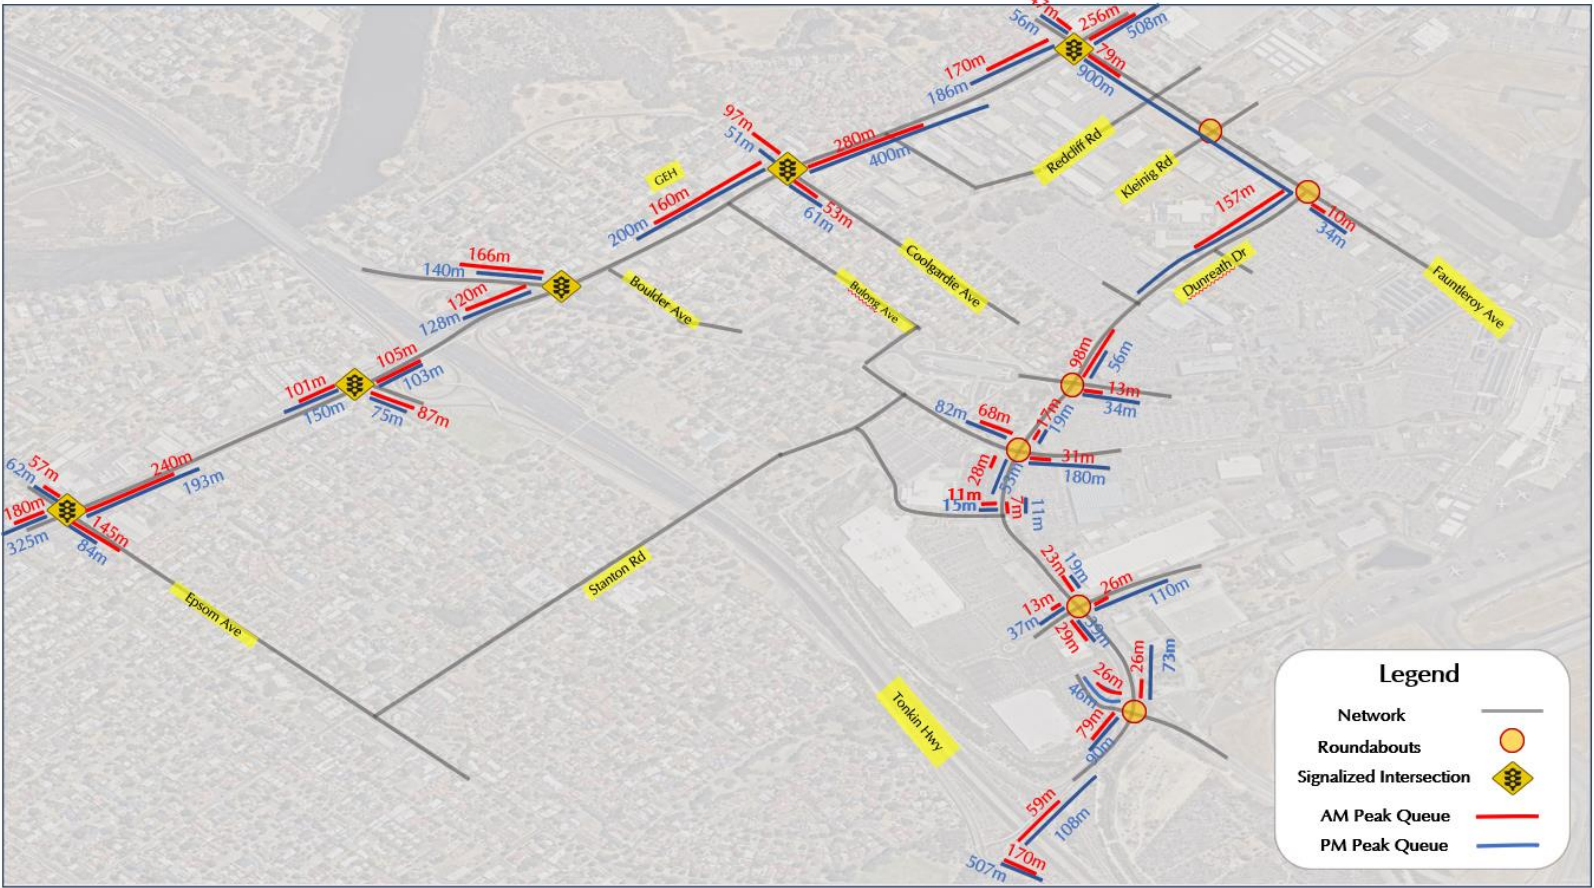 47m
256m
56m
508m
170m
79m
186m
900m
97m
51m
280m
400m
Redcliff Rd
Kleinig Rd
GEH
160m
200m
53m
61m
157m
10m
34m
166m
140m
120m
128m
Boulder Ave
Bulong Ave
Coolgardie Ave
Dunreath Dr
Fauntleroy Ave
105m
103m
101m
150m
75m
87m
98m
56m
13m
34m
82m
68m
17m
19m
31m
180m
28m
53m
11m
15m
7m
11m
57m
62m
240m
193m
180m
325m
145m
84m
Epsom Ave
Stanton Rd
23m
19m
26m
110m
13m
37m
29m
39m
26m
73m
26m
46m
79m
90m
Tonkin Hwy
59m
108m
170m
507m
Legend
Network
Roundabouts
Signalized Intersection
AM Peak Queue
PM Peak Queue